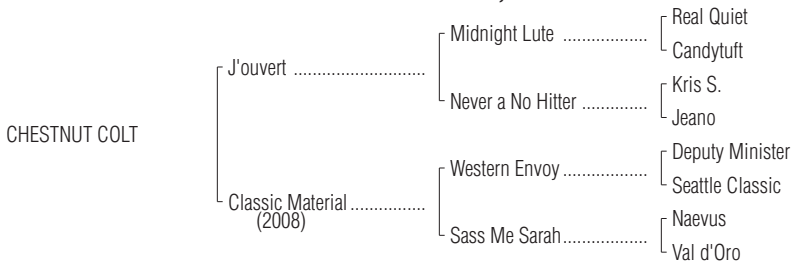 Real Quiet
Midnight Lute ..................
Candytuft
J'ouvert ............................
Kris S.
Never a No Hitter ..............
Jeano
CHESTNUT COLT
Deputy Minister
Western Envoy ..................
Seattle Classic
Classic Material ................
(2008)
Naevus
Sass Me Sarah ..................
Val d'Oro